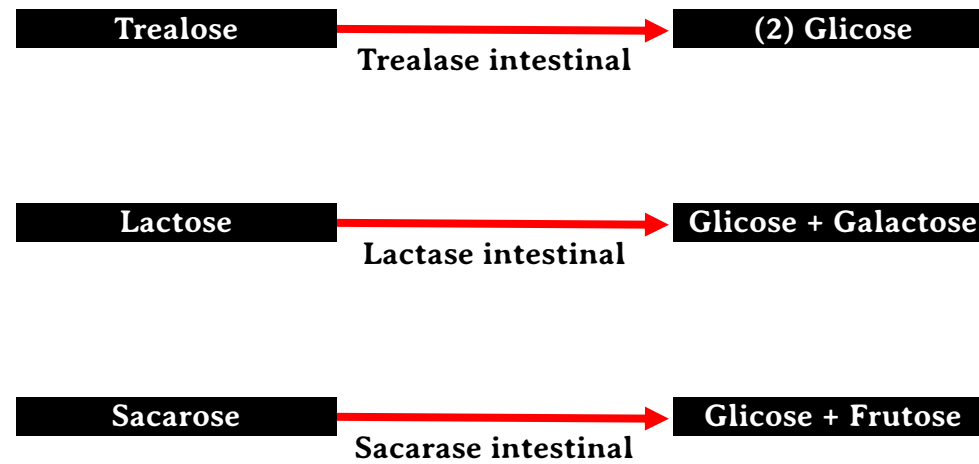 Trealose
(2) Glicose
Trealase intestinal
Lactose
Glicose + Galactose
Lactase intestinal
Sacarose
Glicose + Frutose
Sacarase intestinal